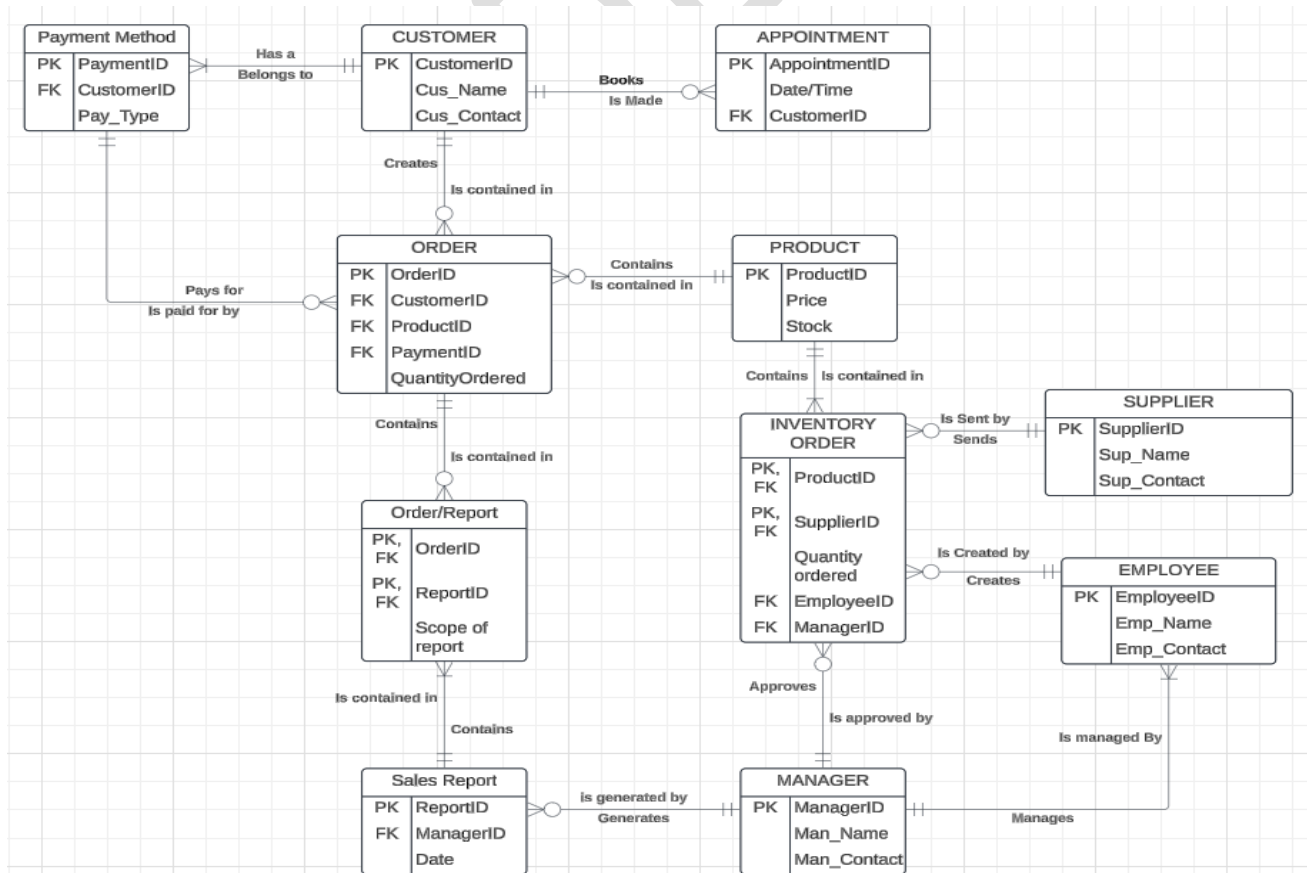 Payment Method
PK PaymentID
FK CustomerID
Pay_Type
Has a
Belongs to
CUSTOMER
PK CustomerID
Cus_Name
Cus_Contact
Books
Is Made
APPOINTMENT
PK AppointmentID
Date/Time
FK CustomerID
Creates
Is contained in
Pays for
Is paid for by
ORDER
PK OrderID
FK CustomerID
FK ProductID
FK PaymentID
QuantityOrdered
Contains
Is contained in
PRODUCT
PK ProductID
Price
Stock
Contains Is contained in
Contains
Is contained in
INVENTORY
ORDER
PK,
FK ProductID
PK,
FK SupplierID
Quantity
ordered
FK EmployeeID
FK ManagerID
Is Sent by
Sends
SUPPLIER
PK SupplierID
Sup_Name
Sup_Contact
Order/Report
PK,
FK OrderID
PK,
FK ReportID
Scope of
report
Is Created by
Creates
EMPLOYEE
PK EmployeeID
Emp_Name
Emp_Contact
Is contained in
Contains
Approves
Is approved by
Is managed By
Manages
Sales Report
PK ReportID
FK ManagerID
Date
is generated by
Generates
MANAGER
PK ManagerID
Man_Name
Man_Contact